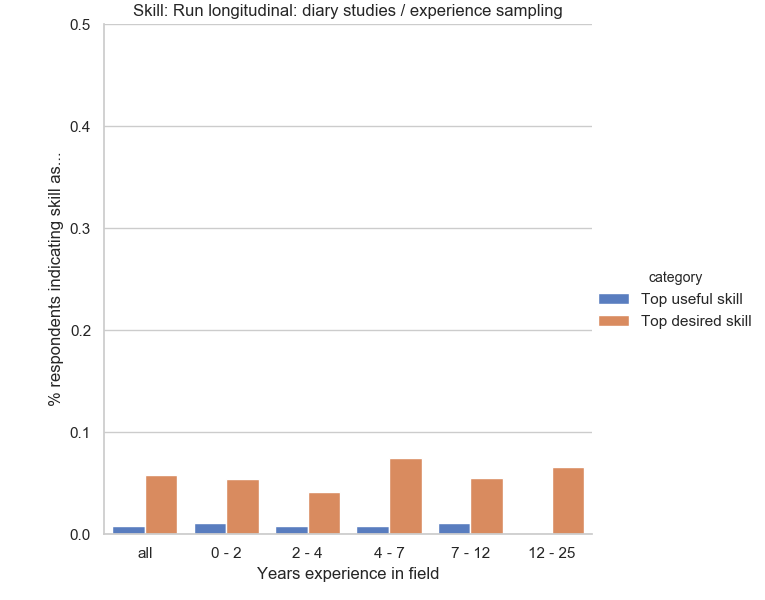 Skill: Run longitudinal: diary studies / experience sampling
% respondents indicating skill as...
0.5
0.4
0.3
0.2
0.1
0.0
all 0 - 2 2 - 4 4 - 7 7 - 12 12 - 25
Years experience in field
category
Top useful skill
Top desired skill